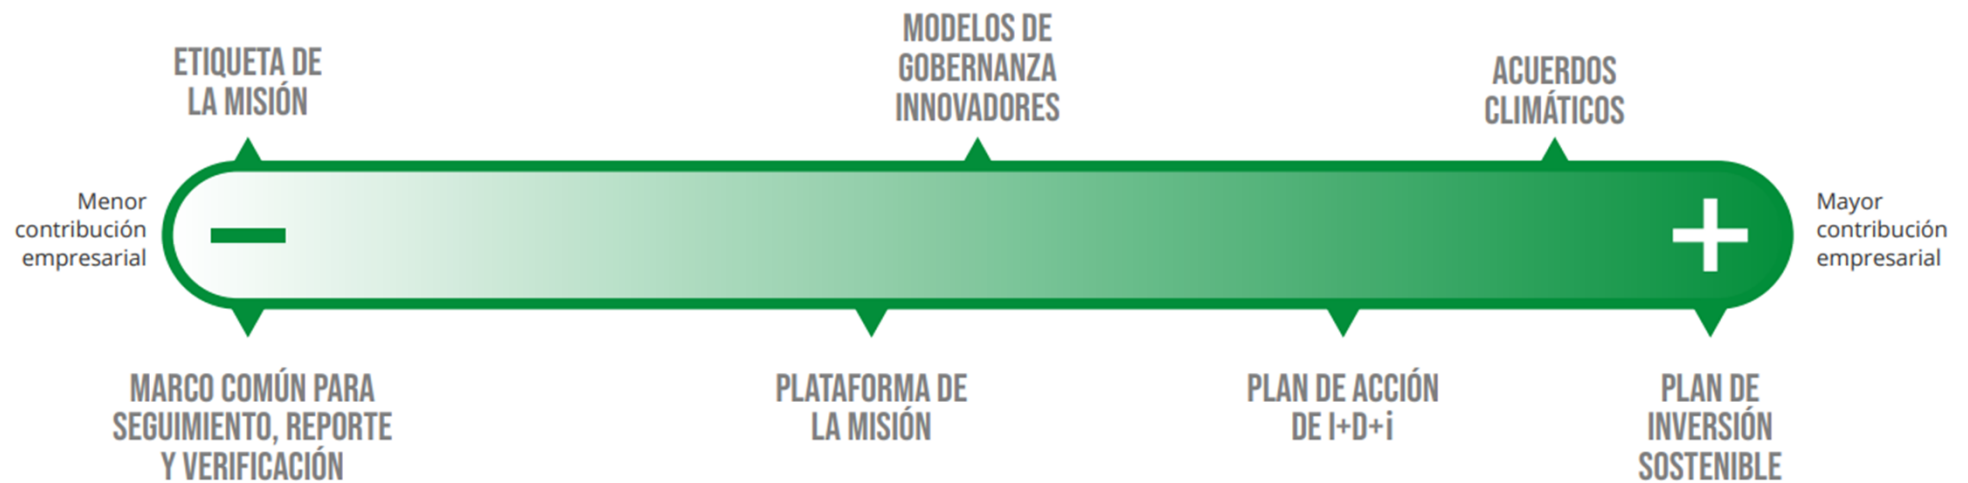 ETIQUETA DE
LA MISIÓN
MODELOS DE
GOBERNANZA
INNOVADORES
ACUERDOS
CLIMÁTICOS
Menor
contribución
empresarial
Mayor
contribución
empresarial
MARCO COMÚN PARA
SEGUIMIENTO, REPORTE
Y VERIFICACIÓN
PLATAFORMA DE
LA MISIÓN
PLAN DE ACCIÓN
DE I+D+i
PLAN DE
INVERSIÓN
SOSTENIBLE